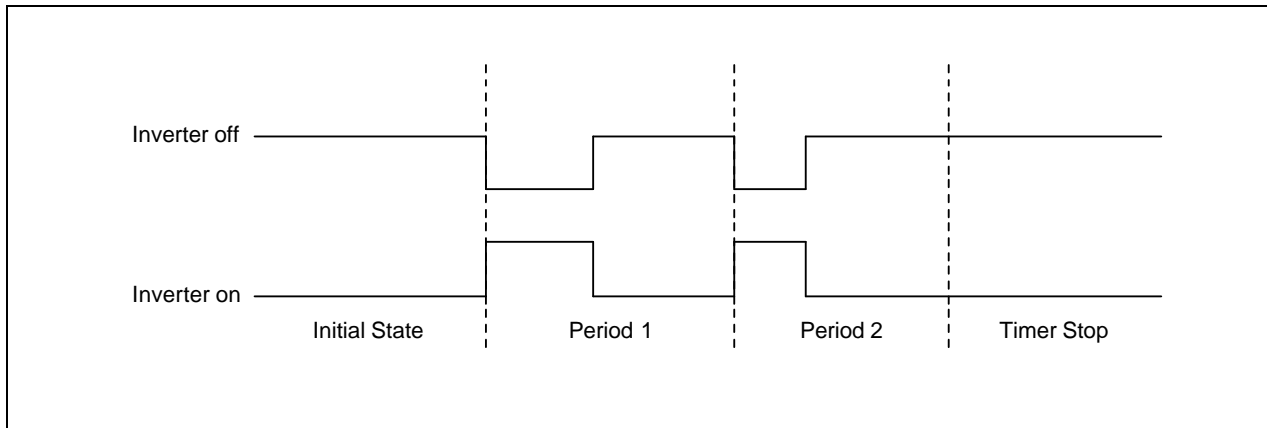 Inverter off
Inverter on
Initial State
Period 1
Period 2
Timer Stop